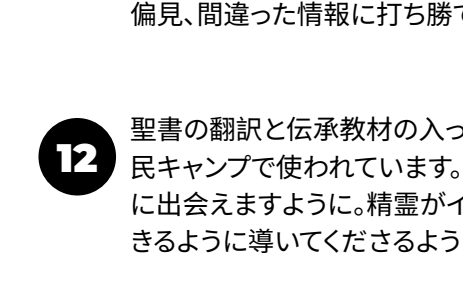 偏見、間違った情報に打ち勝
12
聖書の翻訳と伝承教材の入っ
民キャンプで使われています。
に出会えますように。精霊がイ
きるように導いてくださるよう